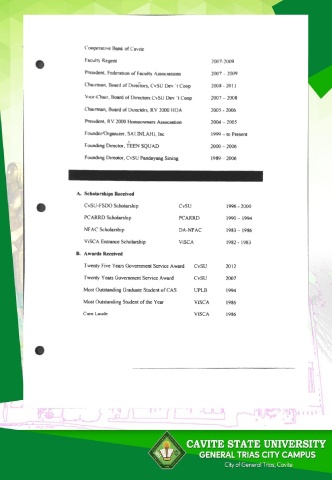 Cooperative Bank of Cavite
Faculty Regent 2007-2009
President, Federation of Faculty Associations 2007 – 2009
Chairman, Board of Directors, CvSU Dev't Coop 2008 - 2011
Vice-Chair, Board of Directors CvSU Dev't Coop 2007 – 2008
Chairman, Board of Directors, RV 2000 HOA 2005 - 2006
President, RV 2000 Homeowners Association 2004 – 2005
Founder/Organizer, SALINLAHI, Inc 1999 – to Present
Founding Director, TEEN SQUAD 2000 – 2006
Founding Director, CvSU Pandayang Sining 1989 – 2006
A. Scholarships Received
CvSU-FSDO Scholarship CvSU 1996 - 2000
PCARRD Scholarship PCARRD 1990 – 1994
NFAC Scholarship DA-NFAC 1983 – 1986
ViSCA Entrance Scholarship ViSCA 1982 - 1983
B. Awards Received
Twenty Five Years Government Service Award CvSU 2012
Twenty Years Government Service Award CvSU 2007
Most Outstanding Graduate Student of CAS UPLB 1994
Most Outstanding Student of the Year ViSCA 1986
Cum Laude ViSCA 1986
CAVITE STATE UNIVERSITY
GENERAL TRIAS CITY CAMPUS
City of General Trias, Cavite